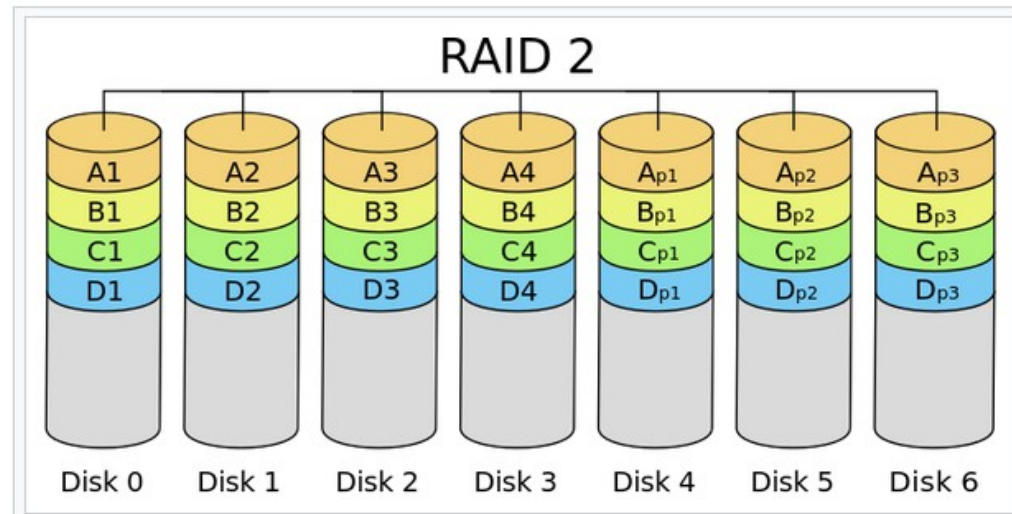 RAID 2
A1 A2 A3 A4 Ap1 Ap2 Ap3
B1 B2 B3 B4 Bp1 Bp2 Bp3
C1 C2 C3 C4 Cp1 Cp2 Cp3
D1 D2 D3 D4 Dp1 Dp2 Dp3
Disk 0 Disk 1 Disk 2 Disk 3 Disk 4 Disk 5 Disk 6